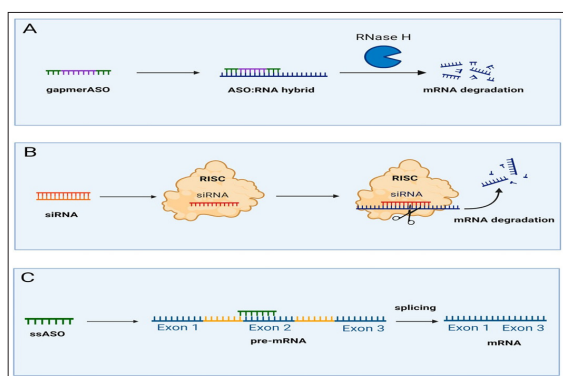 A
RNase H
gapmerASO
ASO:RNA hybrid
mRNA degradation
B
RISC
siRNA
RISC
siRNA
siRNA
mRNA degradation
C
splicing
ssASO
Exon 1
Exon 2
Exon 3
pre-mRNA
Exon 1
Exon 3
mRNA